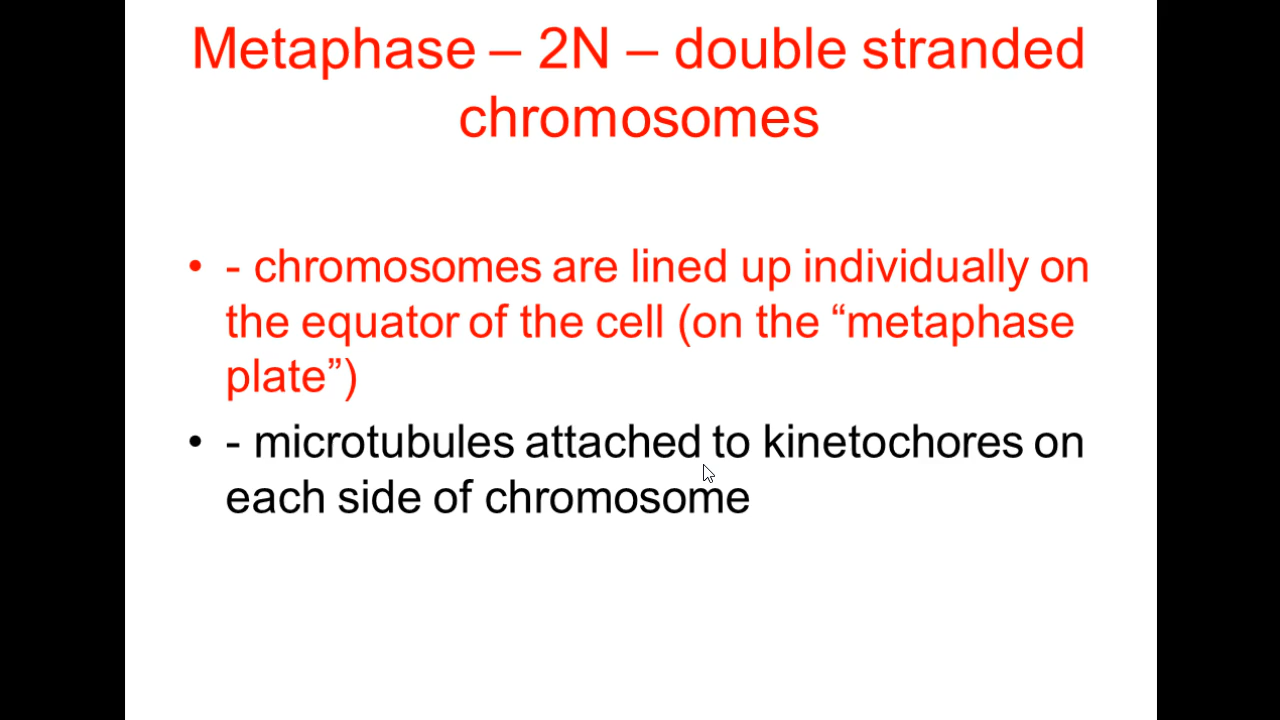 Metaphase – 2N – double stranded
chromosomes
• - chromosomes are lined up individually on
the equator of the cell (on the “metaphase
plate”)
• - microtubules attached to kinetochores on
each side of chromosome